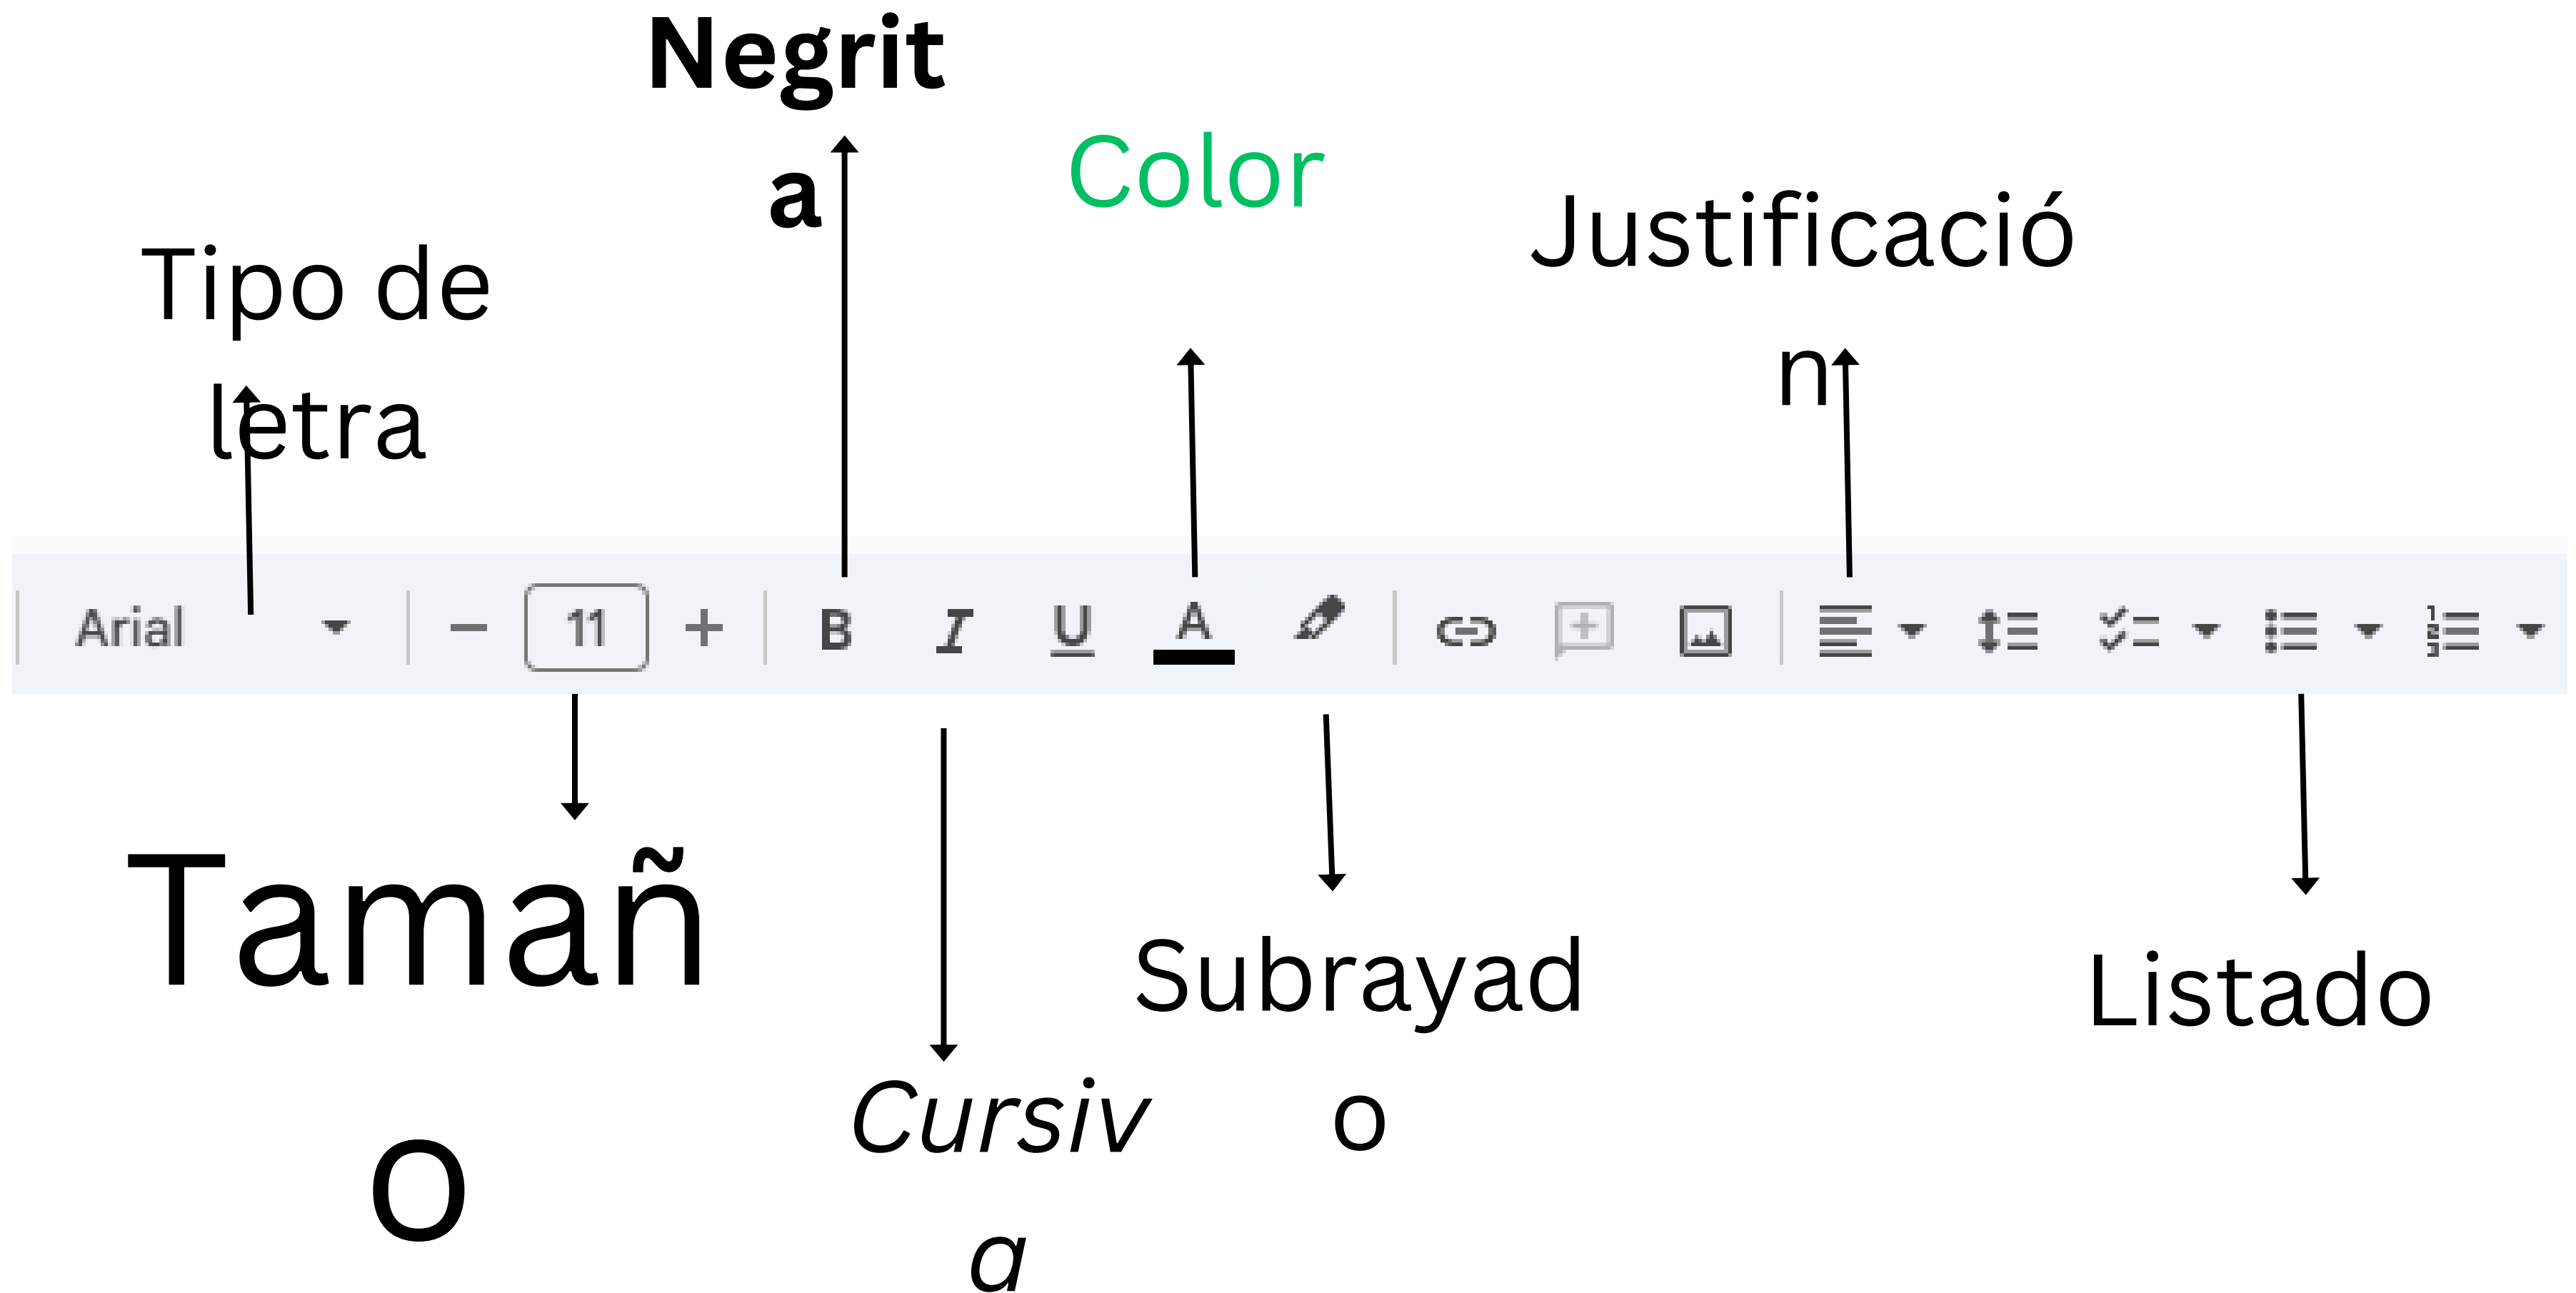 Negrit
a
Color
Justificació
n
Tipo de
letra
Arial
11
B I U A
Tamañ
o
Subrayad
o
Listado
Cursiv
a